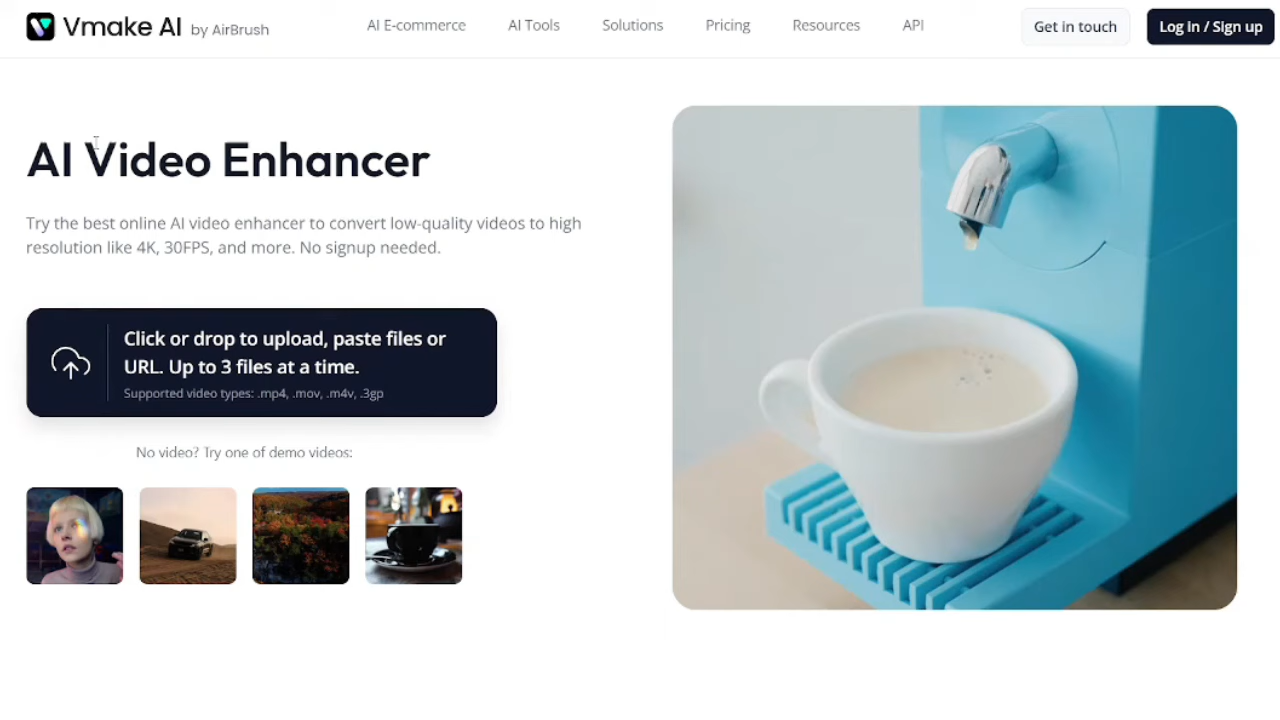 Vmake AI by AirBrush
AI E-commerce
AI Tools
Solutions
Pricing
Resources
API
Get in touch
Log in / Sign up
AI Video Enhancer
Try the best online AI video enhancer to convert low-quality videos to high
resolution like 4K, 30FPS, and more. No signup needed.
Click or drop to upload, paste files or
URL. Up to 3 files at a time.
Supported video types: .mp4, .mov, .m4v, .3gp
No video? Try one of demo videos: